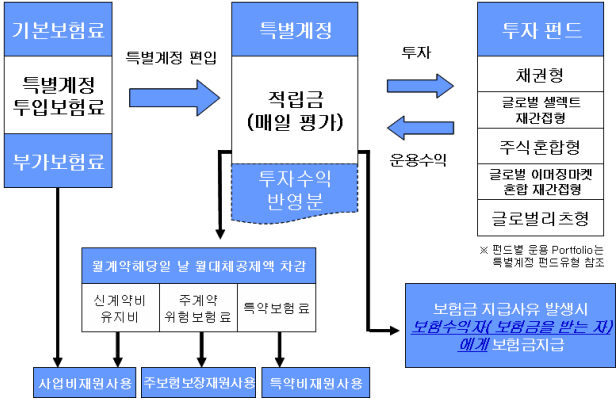 기본보험료
특별계정
투입보험료
부가보험료
특별계정 편입
특별계정
적립금
(매일 평가)
투자수익
반영분
투자
운용수익
투자 펀드
채권형
글로벌 셀렉트
재간접형
주식혼합형
글로벌 이머징마켓
혼합 재간접형
글로벌리츠형
※ 펀드별 운용 Portfolio는
특별계정 펀드유형 참조
월계약해당일 날 월대체공제액 차감
신계약비
유지비
주계약
위험보험료
특약보험료
사업비재원사용
주보험보장재원사용
특약비재원사용
보험금 지급사유 발생시
보험수익자( 보험금을 받는 자)
에게 보험금지급